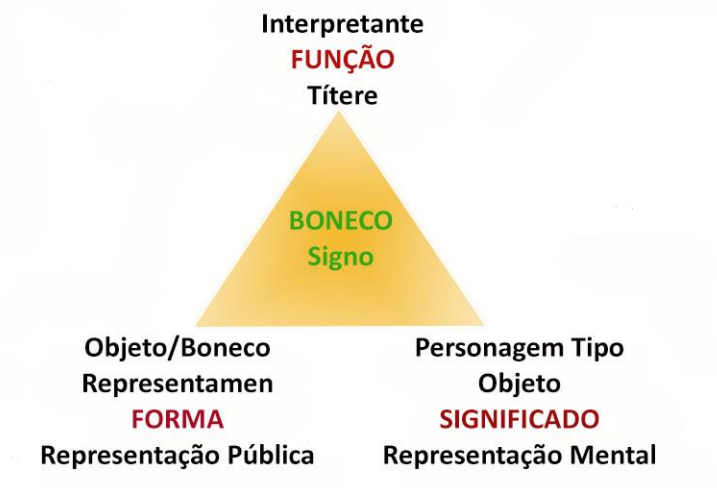 Interpretante
FUNÇÃO
Títere
BONECO
Signo
Objeto/Boneco
Representamen
FORMA
Representação Pública
Personagem Tipo
Objeto
SIGNIFICADO
Representação Mental